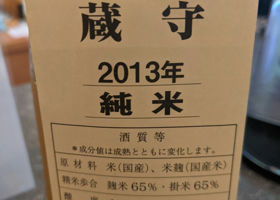 蔵守
2013年
純米
酒質等
※成分値は成熟とともに変化します。
原材料 米(国産)、米麹(国産米)
精米歩合 麹米65%・掛米65%
酸度